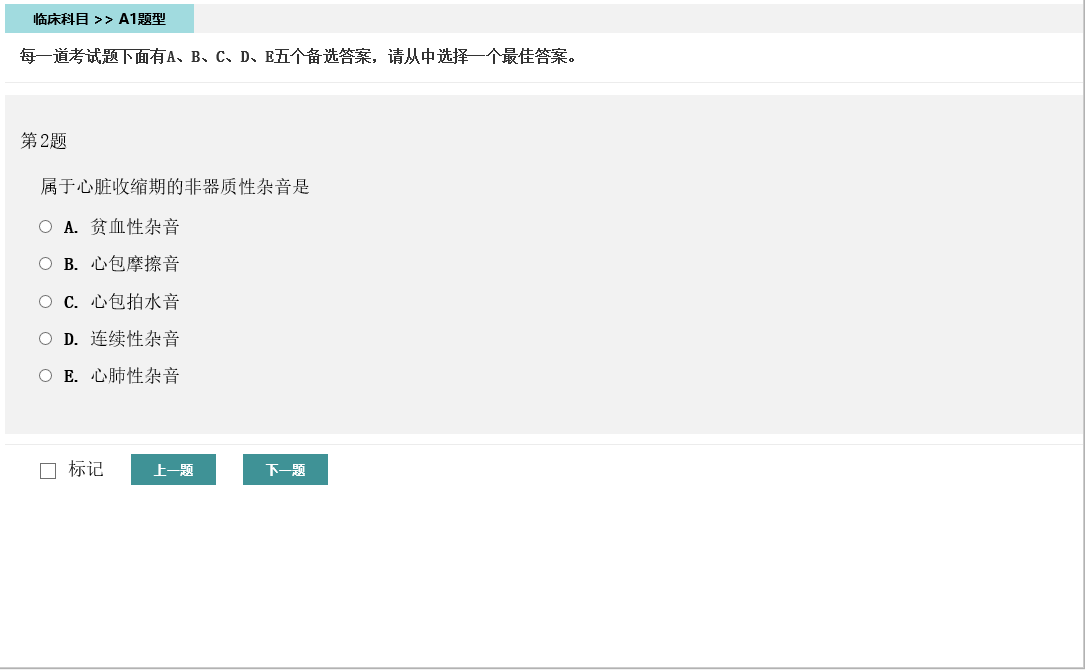 临床科目 >> A1题型
每一道考试题下面有A、B、C、D、E五个备选答案，请从中选择一个最佳答案。
第2题
属于心脏收缩期的非器质性杂音是
A. 贫血性杂音
B. 心包摩擦音
C. 心包拍水音
D. 连续性杂音
E. 心肺性杂音
标记 上一题 下一题